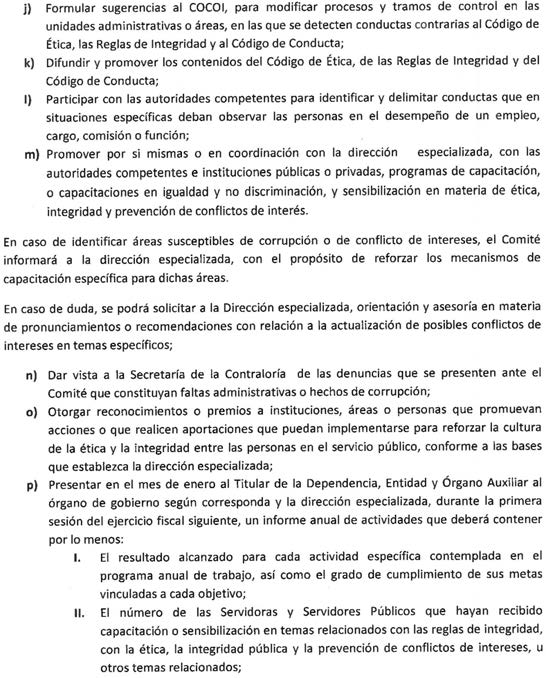 j) Formular sugerencias al COCOI, para modificar procesos y tramos de control en las
unidades administrativas o áreas, en las que se detecten conductas contrarias al Código de
Ética, las Reglas de Integridad y al Código de Conducta;
k) Difundir y promover los contenidos del Código de Ética, de las Reglas de Integridad y del
Código de Conducta;
l) Participar con las autoridades competentes para identificar y delimitar conductas que en
situaciones específicas deban observar las personas en el desempeño de un empleo,
cargo, comisión o función;
m) Promover por si mismas o en coordinación con la dirección especializada, con las
autoridades competentes e instituciones públicas o privadas, programas de capacitación,
o capacitaciones en igualdad y no discriminación, y sensibilización en materia de ética,
integridad y prevención de conflictos de interés.
En caso de identificar áreas susceptibles de corrupción o de conflicto de intereses, el Comité
informará a la dirección especializada, con el propósito de reforzar los mecanismos de
capacitación específica para dichas áreas.
En caso de duda, se podrá solicitar a la Dirección especializada, orientación y asesoría en materia
de pronunciamientos o recomendaciones con relación a la actualización de posibles conflictos de
intereses en temas específicos;
n) Dar vista a la Secretaría de la Contraloría de las denuncias que se presenten ante el
Comité que constituyan faltas administrativas o hechos de corrupción;
o) Otorgar reconocimientos o premios a instituciones, áreas o personas que promuevan
acciones o que realicen aportaciones que puedan implementarse para reforzar la cultura
de la ética y la integridad entre las personas en el servicio público, conforme a las bases
que establezca la dirección especializada;
p) Presentar en el mes de enero al Titular de la Dependencia, Entidad y Órgano Auxiliar al
órgano de gobierno según corresponda y la dirección especializada, durante la primera
sesión del ejercicio fiscal siguiente, un informe anual de actividades que deberá contener
por lo menos:
I. El resultado alcanzado para cada actividad específica contemplada en el
programa anual de trabajo, así como el grado de cumplimiento de sus metas
vinculadas a cada objetivo;
II. El número de las Servidoras y Servidores Públicos que hayan recibido
capacitación o sensibilización en temas relacionados con las reglas de integridad,
con la ética, la integridad pública y la prevención de conflictos de intereses, u
otros temas relacionados;